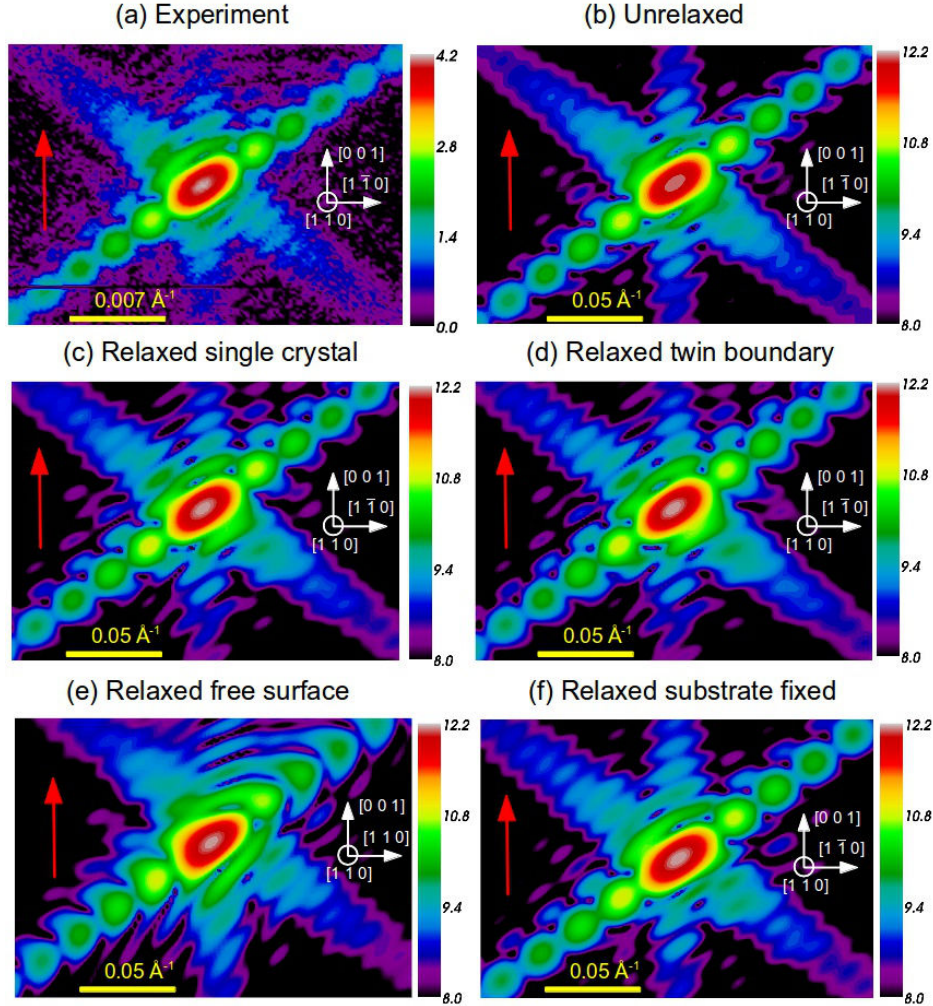 (a) Experiment
4.2
2.8
1.4
0.0
[0 0 1]
[1 1̅ 0]
[1 1 0]
0.007 Å⁻¹
(b) Unrelaxed
12.2
10.8
9.4
8.0
[0 0 1]
[1 1̅ 0]
[1 1 0]
0.05 Å⁻¹
(c) Relaxed single crystal
12.2
10.8
9.4
8.0
[0 0 1]
[1 1̅ 0]
[1 1 0]
0.05 Å⁻¹
(d) Relaxed twin boundary
12.2
10.8
9.4
8.0
[0 0 1]
[1 1̅ 0]
[1 1 0]
0.05 Å⁻¹
(e) Relaxed free surface
12.2
10.8
9.4
8.0
[0 0 1]
[1 1 0]
[1 1̅ 0]
0.05 Å⁻¹
(f) Relaxed substrate fixed
12.2
10.8
9.4
8.0
[0 0 1]
[1 1̅ 0]
[1 1 0]
0.05 Å⁻¹